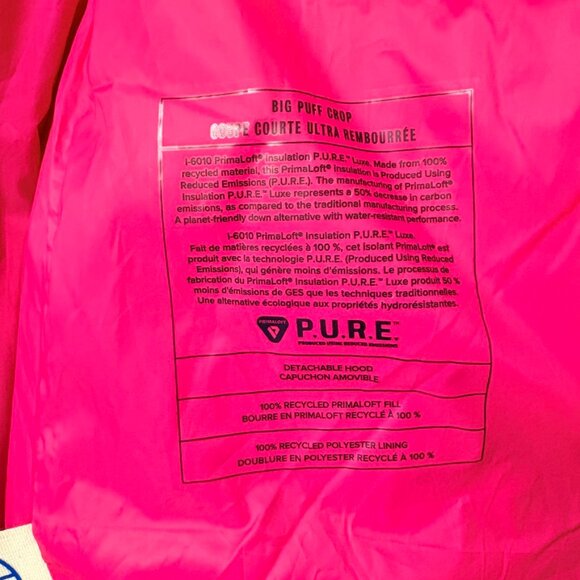 BIG PUFF CROP
COUPE COURTE ULTRA REMBOURRÉE
I-6010 PrimaLoft® Insulation P.U.R.E.™ Luxe. Made from 100%
recycled material, this PrimaLoft® Insulation is Produced Using
Reduced Emissions (P.U.R.E.). The manufacturing of PrimaLoft®
Insulation P.U.R.E.™ Luxe represents a 50% decrease in carbon
emissions, as compared to the traditional manufacturing process.
A planet-friendly down alternative with water-resistant performance.
I-6010 PrimaLoft® Insulation P.U.R.E.™ Luxe.
Fait de matières recyclées à 100 %, cet isolant PrimaLoft® est
produit avec la technologie P.U.R.E. (Produced Using Reduced
Emissions), qui génère moins d'émissions. Le processus de
fabrication du PrimaLoft® Insulation P.U.R.E.™ Luxe produit 50 %
moins d'émissions de GES que les techniques traditionnelles.
Une alternative écologique aux propriétés hydrorésistantes.
PRIMALOFT P.U.R.E.™
PRODUCED USING REDUCED EMISSIONS
DETACHABLE HOOD
CAPUCHON AMOVIBLE
100% RECYCLED PRIMALOFT FILL
BOURRE EN PRIMALOFT RECYCLÉ À 100 %
100% RECYCLED POLYESTER LINING
DOUBLURE EN POLYESTER RECYCLÉ À 100 %